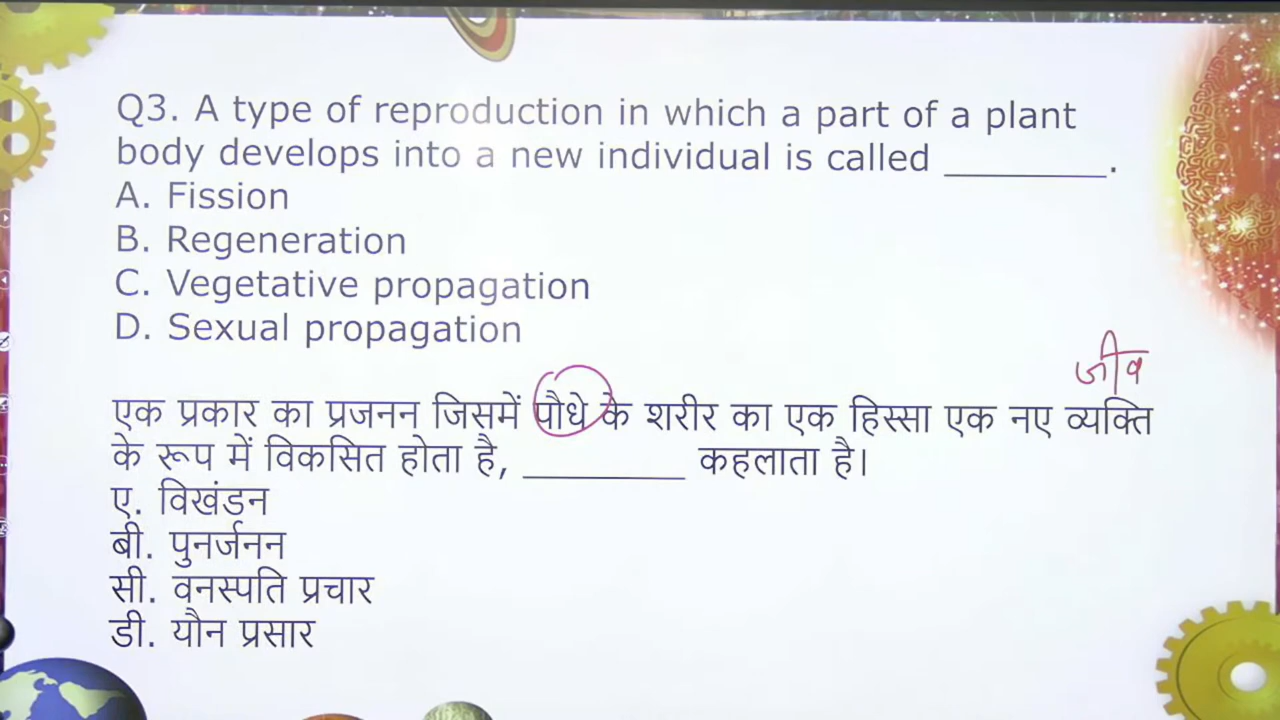 Q3. A type of reproduction in which a part of a plant
body develops into a new individual is called _________.
A. Fission
B. Regeneration
C. Vegetative propagation
D. Sexual propagation
जीव
एक प्रकार का प्रजनन जिसमें पौधे के शरीर का एक हिस्सा एक नए व्यक्ति
के रूप में विकसित होता है, _________ कहलाता है।
ए. विखंडन
बी. पुनर्जनन
सी. वनस्पति प्रचार
डी. यौन प्रसार